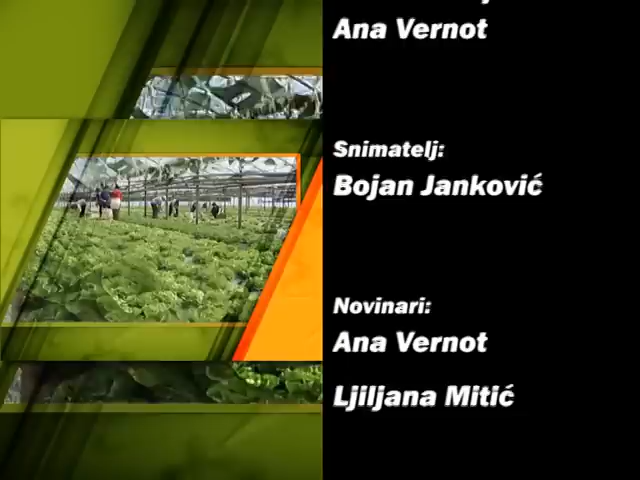 Ana Vernot
Snimatelj:
Bojan Janković
Novinari:
Ana Vernot
Ljiljana Mitić